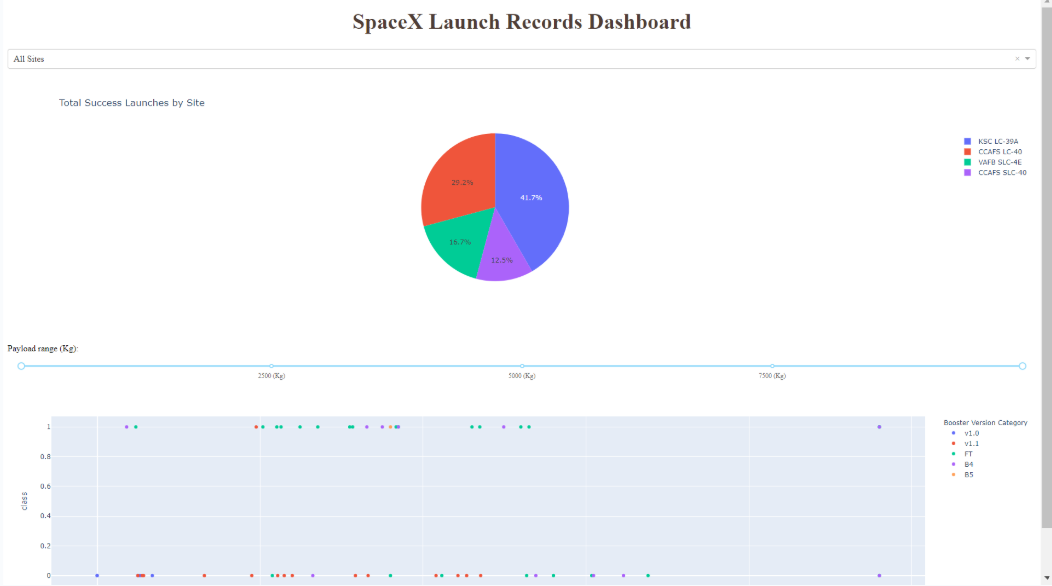 SpaceX Launch Records Dashboard
All Sites
Total Success Launches by Site
KSC LC-39A
CCAFS LC-40
VAFB SLC-4E
CCAFS SLC-40
29.2%
41.7%
16.7%
12.5%
Payload range (Kg):
2500 (Kg)
5000 (Kg)
7500 (Kg)
Booster Version Category
v1.0
v1.1
FT
B4
B5
class
1
0.8
0.6
0.4
0.2
0